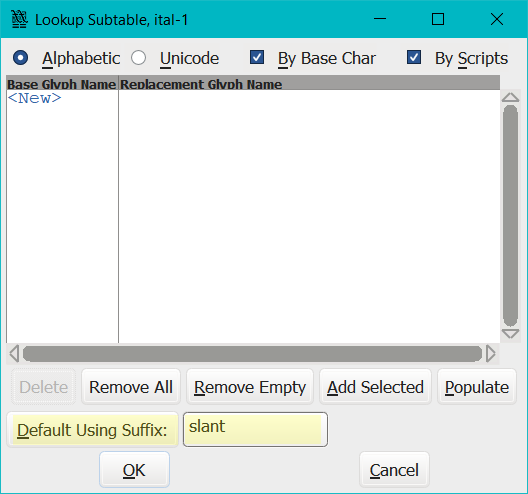 Lookup Subtable, ital-1
Alphabetic Unicode By Base Char By Scripts
Base Glyph Name Replacement Glyph Name
<New>
Delete Remove All Remove Empty Add Selected Populate
Default Using Suffix: slant
OK Cancel